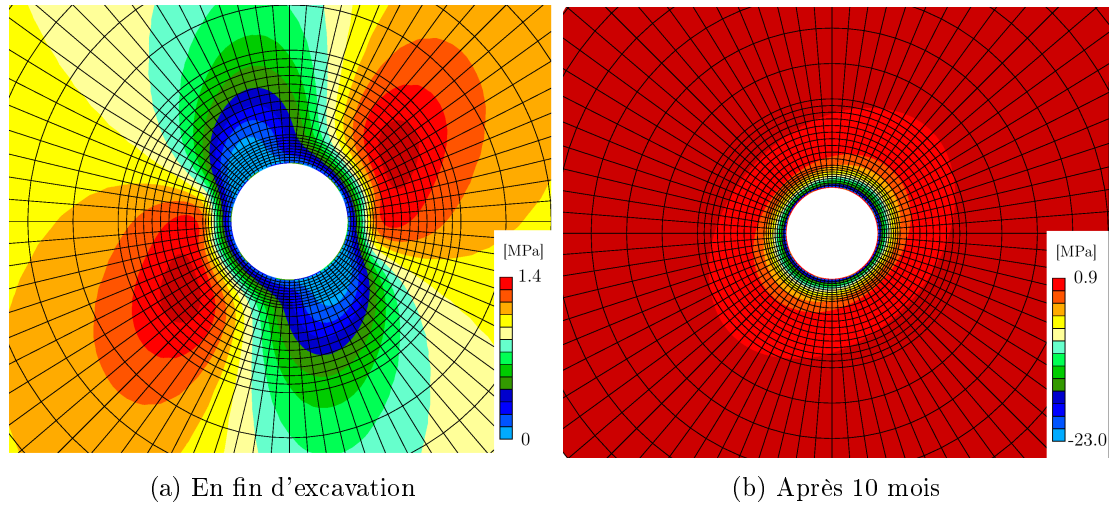 [MPa]
1.4
0
[MPa]
0.9
-23.0
(a) En fin d'excavation
(b) Après 10 mois